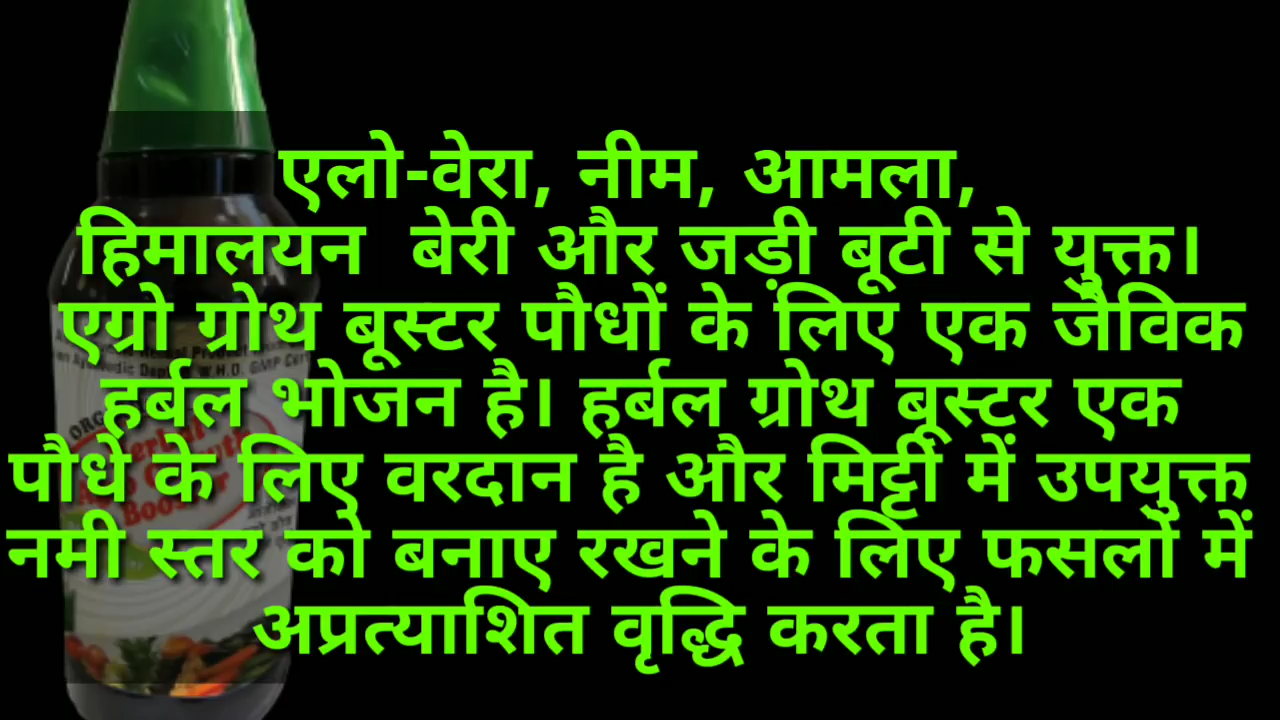 एलो-वेरा, नीम, आमला,
हिमालयन बेरी और जड़ी बूटी से युक्त।
एग्रो ग्रोथ बूस्टर पौधों के लिए एक जैविक
हर्बल भोजन है। हर्बल ग्रोथ बूस्टर एक
पौधे के लिए वरदान है और मिट्टी में उपयुक्त
नमी स्तर को बनाए रखने के लिए फसलों में
अप्रत्याशित वृद्धि करता है।